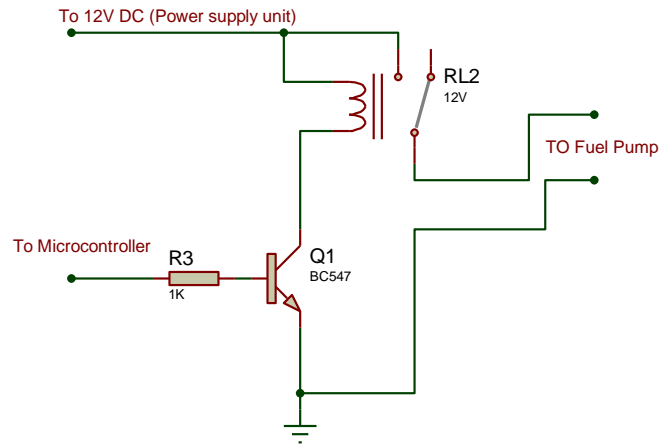 To 12V DC (Power supply unit)
RL2
12V
TO Fuel Pump
To Microcontroller
R3
1K
Q1
BC547